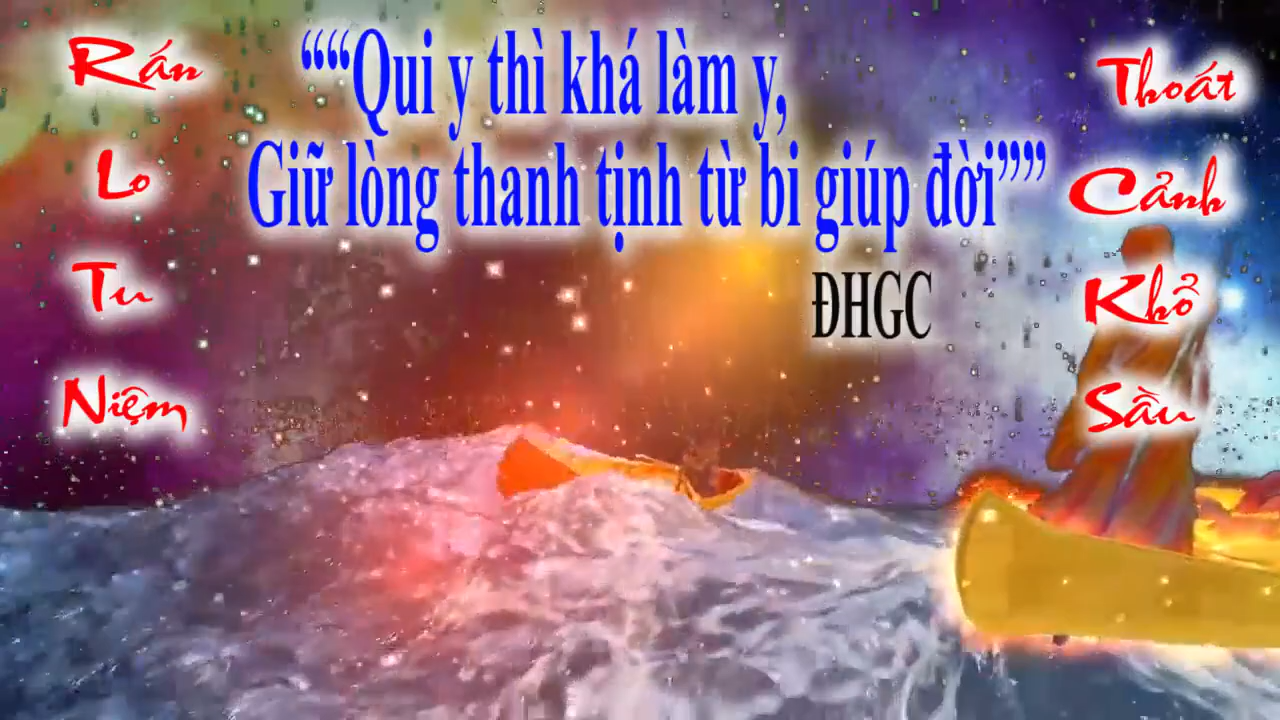 ““Qui y thì khá làm y,
Giữ lòng thanh tịnh từ bi giúp đời””
ĐHGC
Rán
Lo
Tu
Niệm
Thoát
Cảnh
Khổ
Sầu